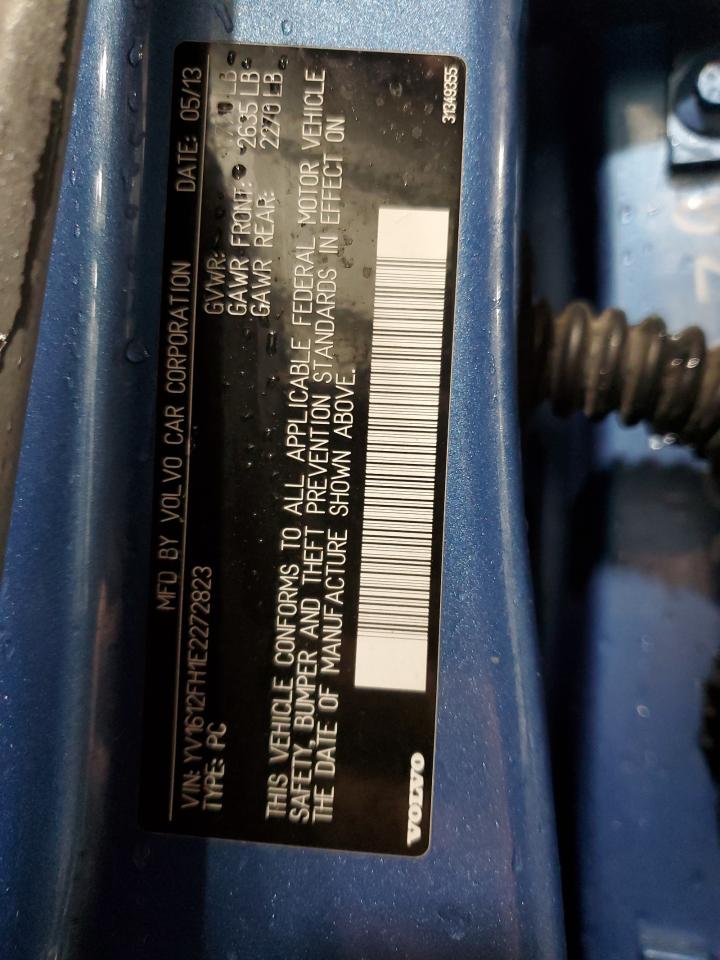 MFD BY VOLVO CAR CORPORATION DATE: 05/13
VIN: YV1612FH1E2272823
TYPE: PC
GVWR: LB
GAWR FRONT: 2635 LB
GAWR REAR: 2270 LB
THIS VEHICLE CONFORMS TO ALL APPLICABLE FEDERAL MOTOR VEHICLE
SAFETY, BUMPER AND THEFT PREVENTION STANDARDS IN EFFECT ON
THE DATE OF MANUFACTURE SHOWN ABOVE.
VOLVO
31349355